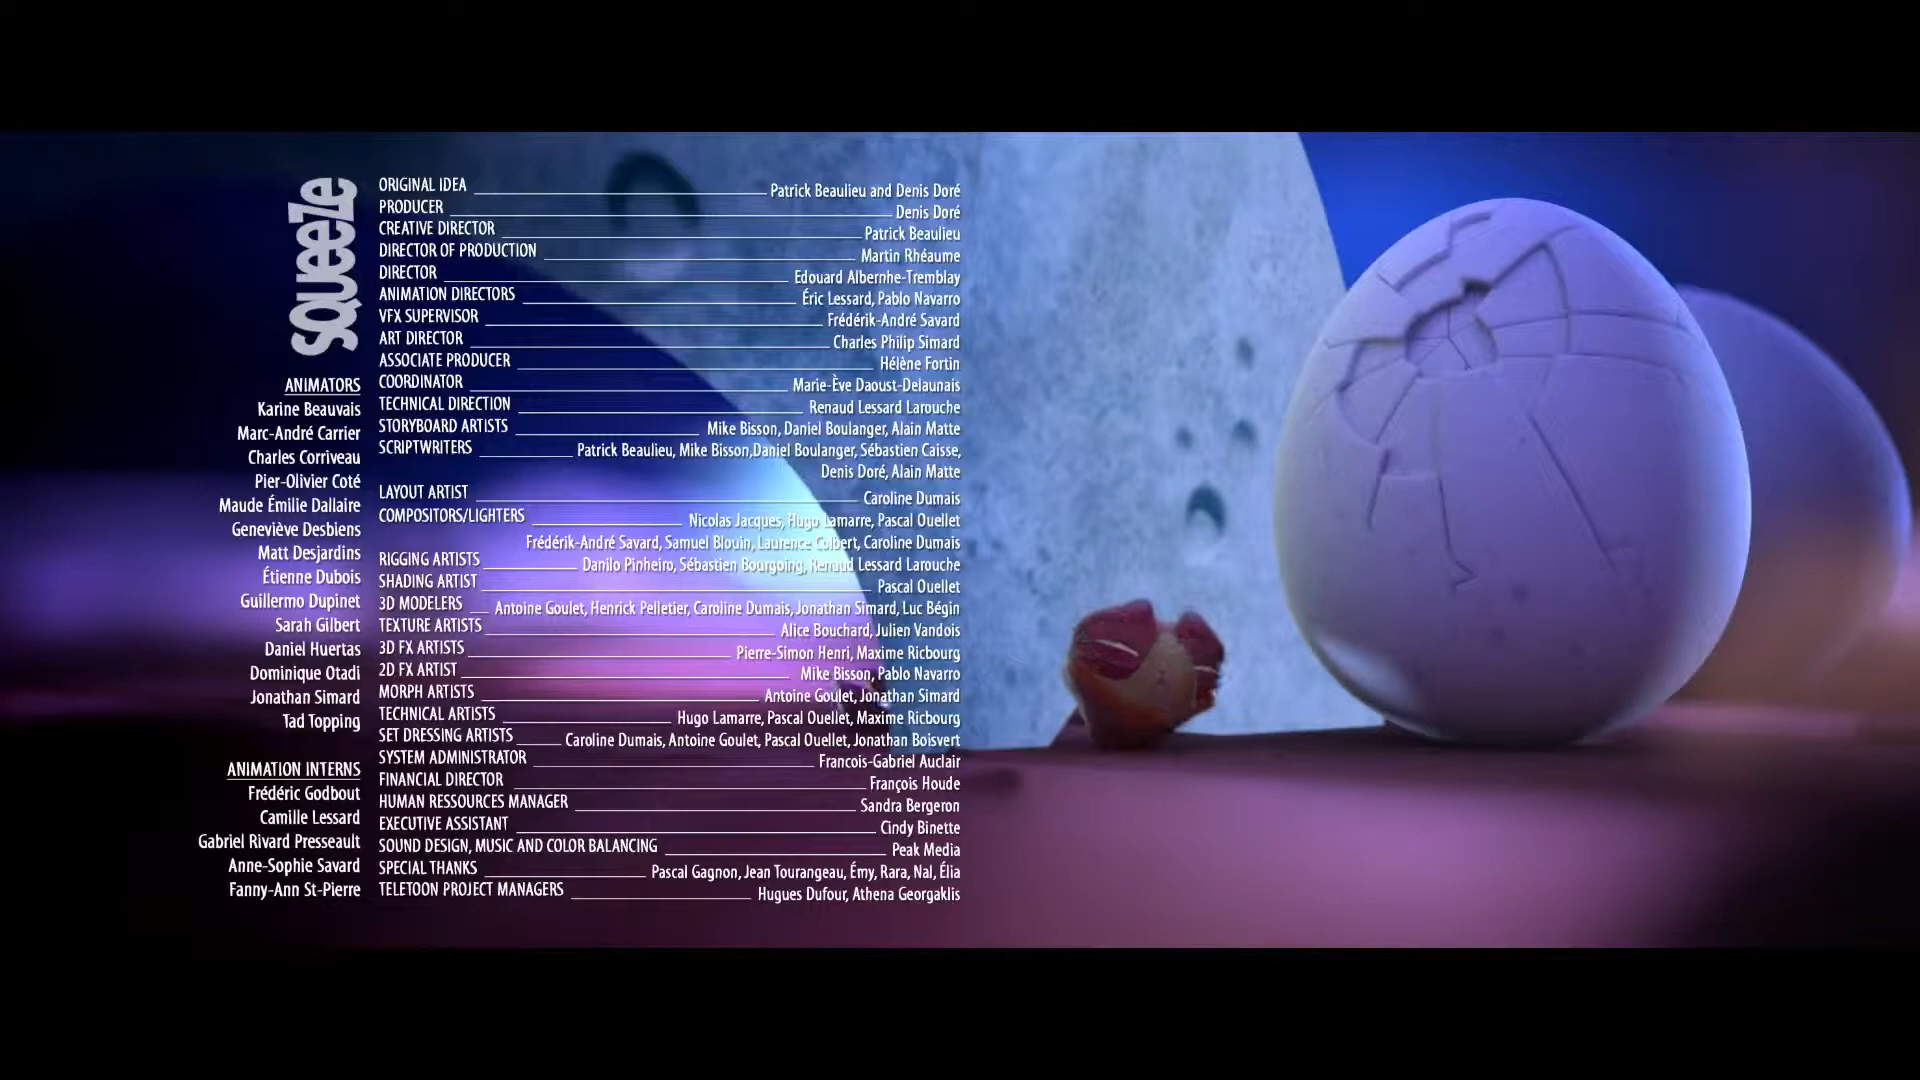 squeeze
ANIMATORS
Karine Beauvais
Marc-André Carrier
Charles Corriveau
Pier-Olivier Coté
Maude Émilie Dallaire
Geneviève Desbiens
Matt Desjardins
Étienne Dubois
Guillermo Dupinet
Sarah Gilbert
Daniel Huertas
Dominique Otadi
Jonathan Simard
Tad Topping
ANIMATION INTERNS
Frédéric Godbout
Camille Lessard
Gabriel Rivard Presseault
Anne-Sophie Savard
Fanny-Ann St-Pierre
ORIGINAL IDEA Patrick Beaulieu and Denis Doré
PRODUCER Denis Doré
CREATIVE DIRECTOR Patrick Beaulieu
DIRECTOR OF PRODUCTION Martin Rhéaume
DIRECTOR Edouard Albernhe-Tremblay
ANIMATION DIRECTORS Éric Lessard, Pablo Navarro
VFX SUPERVISOR Frédérik-André Savard
ART DIRECTOR Charles Philip Simard
ASSOCIATE PRODUCER Hélène Fortin
COORDINATOR Marie-Ève Daoust-Delaunais
TECHNICAL DIRECTION Renaud Lessard Larouche
STORYBOARD ARTISTS Mike Bisson, Daniel Boulanger, Alain Matte
SCRIPTWRITERS Patrick Beaulieu, Mike Bisson,Daniel Boulanger, Sébastien Caisse,
Denis Doré, Alain Matte
LAYOUT ARTIST Caroline Dumais
COMPOSITORS/LIGHTERS Nicolas Jacques, Hugo Lamarre, Pascal Ouellet
Frédérik-André Savard, Samuel Blouin, Laurence Colbert, Caroline Dumais
RIGGING ARTISTS Danilo Pinheiro, Sébastien Bourgoing, Renaud Lessard Larouche
SHADING ARTIST Pascal Ouellet
3D MODELERS Antoine Goulet, Henrick Pelletier, Caroline Dumais, Jonathan Simard, Luc Bégin
TEXTURE ARTISTS Alice Bouchard, Julien Vandois
3D FX ARTISTS Pierre-Simon Henri, Maxime Ricbourg
2D FX ARTIST Mike Bisson, Pablo Navarro
MORPH ARTISTS Antoine Goulet, Jonathan Simard
TECHNICAL ARTISTS Hugo Lamarre, Pascal Ouellet, Maxime Ricbourg
SET DRESSING ARTISTS Caroline Dumais, Antoine Goulet, Pascal Ouellet, Jonathan Boisvert
SYSTEM ADMINISTRATOR Francois-Gabriel Auclair
FINANCIAL DIRECTOR François Houde
HUMAN RESSOURCES MANAGER Sandra Bergeron
EXECUTIVE ASSISTANT Cindy Binette
SOUND DESIGN, MUSIC AND COLOR BALANCING Peak Media
SPECIAL THANKS Pascal Gagnon, Jean Tourangeau, Émy, Rara, Nal, Élia
TELETOON PROJECT MANAGERS Hugues Dufour, Athena Georgaklis